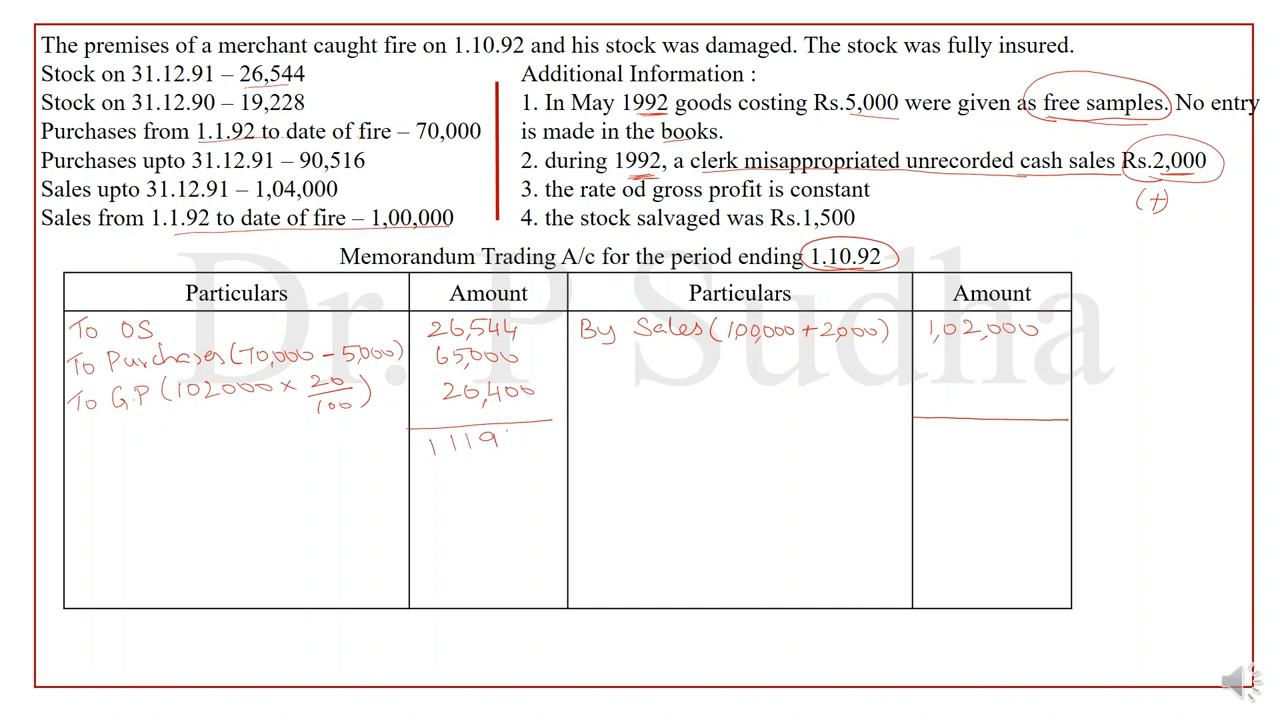 The premises of a merchant caught fire on 1.10.92 and his stock was damaged. The stock was fully insured.
Stock on 31.12.91 – 26,544
Stock on 31.12.90 – 19,228
Purchases from 1.1.92 to date of fire – 70,000
Purchases upto 31.12.91 – 90,516
Sales upto 31.12.91 – 1,04,000
Sales from 1.1.92 to date of fire – 1,00,000
Additional Information :
1. In May 1992 goods costing Rs.5,000 were given as free samples. No entry
is made in the books.
2. during 1992, a clerk misappropriated unrecorded cash sales Rs.2,000
(+)
3. the rate od gross profit is constant
4. the stock salvaged was Rs.1,500
Memorandum Trading A/c for the period ending 1.10.92
Particulars Amount Particulars Amount
To OS 26,544 By Sales (100,000 + 2,000) 1,02,000
To Purchases (70,000 – 5,000) 65,000
To G.P (102000 × 20/100) 20,400
1119
Dr. P Sudha